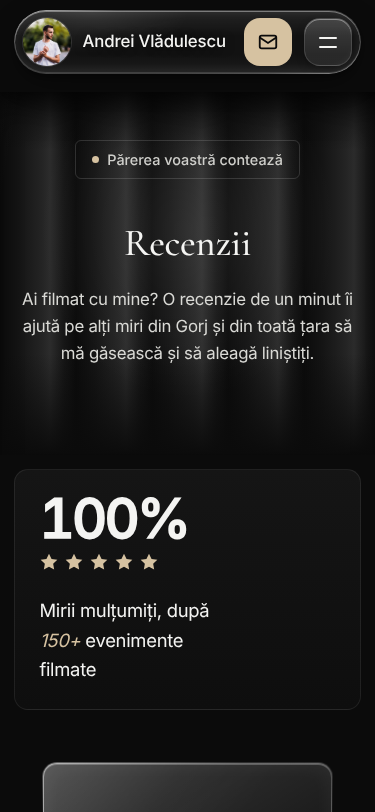 Andrei Vlădulescu
Părerea voastră contează
Recenzii
Ai filmat cu mine? O recenzie de un minut îi
ajută pe alți miri din Gorj și din toată țara să
mă găsească și să aleagă liniștiți.
100%
Mirii mulțumiți, după
150+ evenimente
filmate